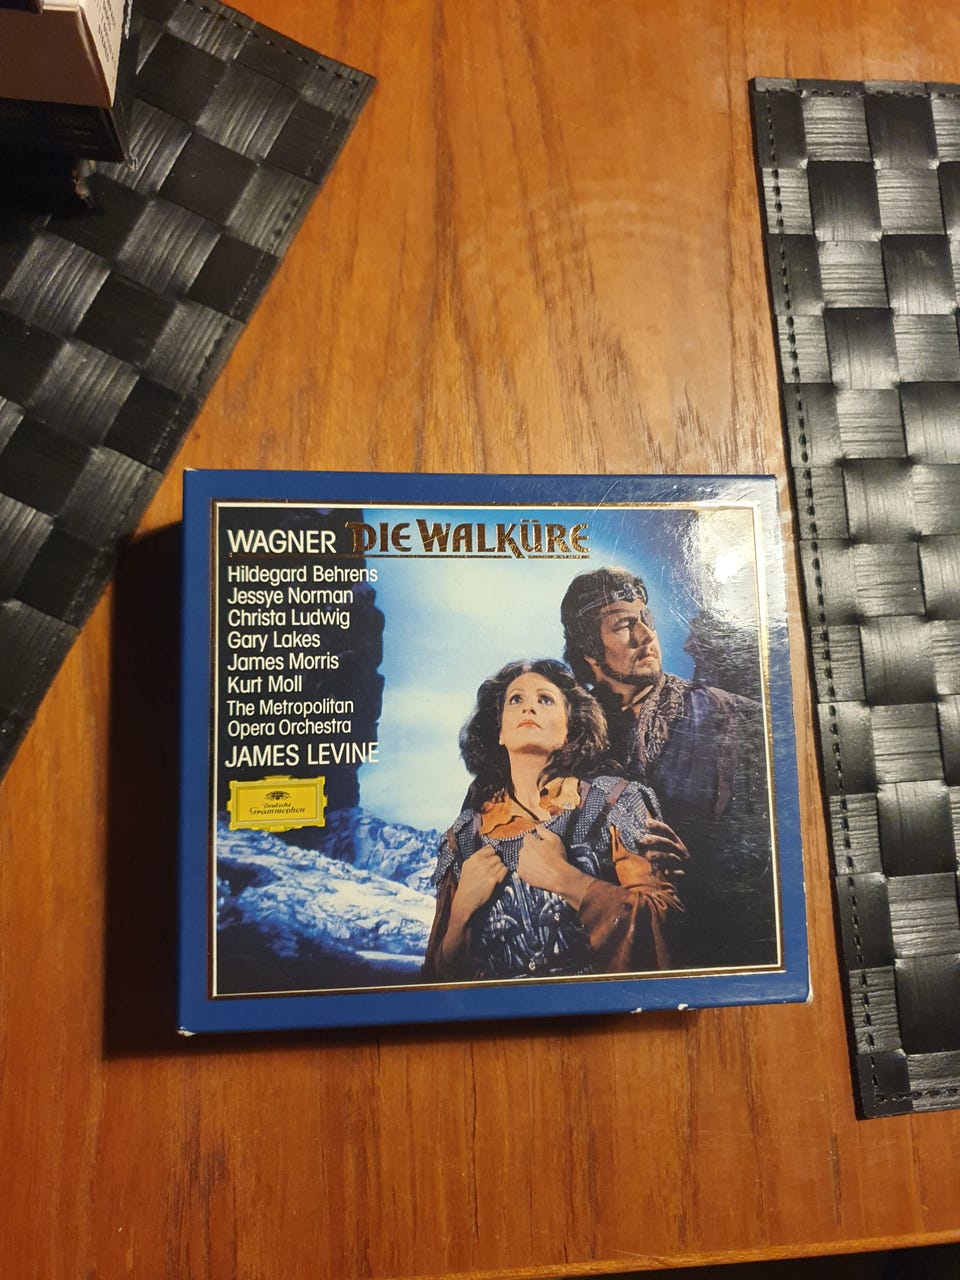 WAGNER DIE WALKÜRE
Hildegard Behrens
Jessye Norman
Christa Ludwig
Gary Lakes
James Morris
Kurt Moll
The Metropolitan
Opera Orchestra
JAMES LEVINE
Deutsche
Grammophon